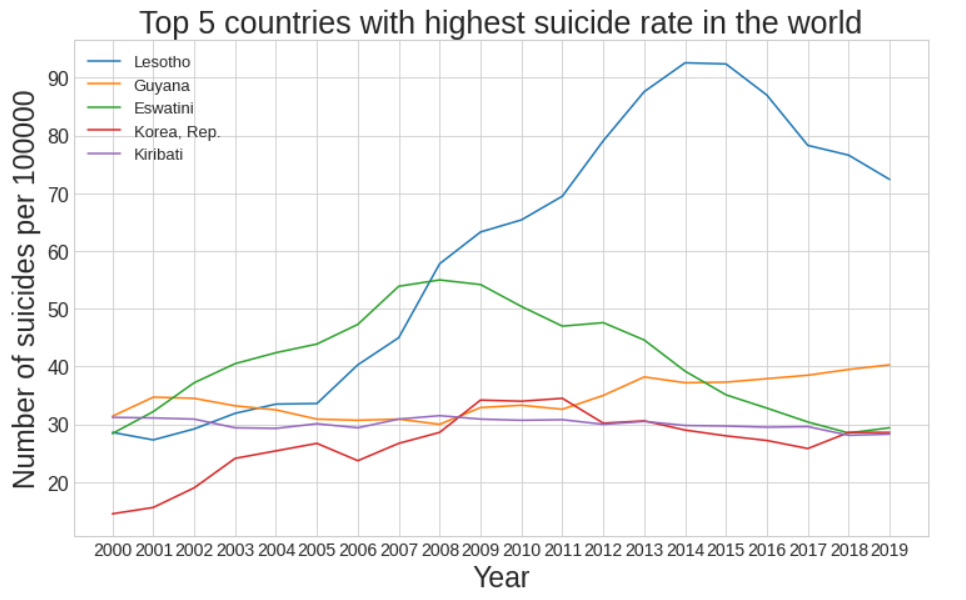 Top 5 countries with highest suicide rate in the world
Lesotho
Guyana
Eswatini
Korea, Rep.
Kiribati
Number of suicides per 100000
90
80
70
60
50
40
30
20
2000 2001 2002 2003 2004 2005 2006 2007 2008 2009 2010 2011 2012 2013 2014 2015 2016 2017 2018 2019
Year